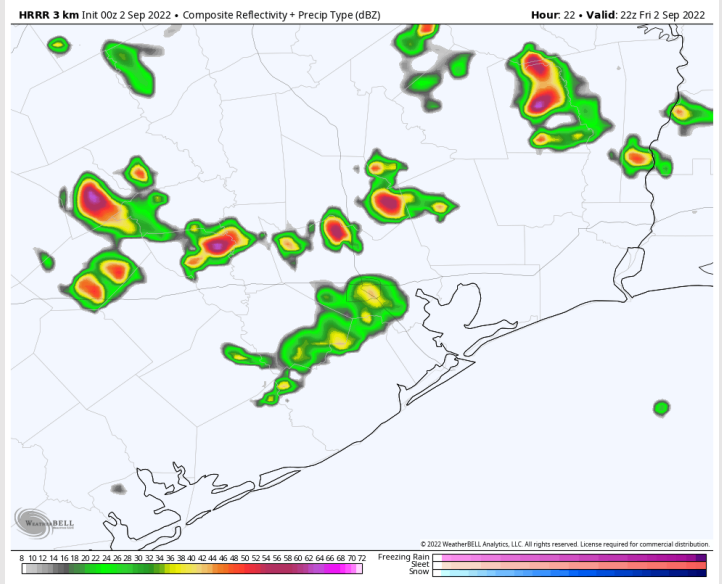 HRRR 3 km Init 00z 2 Sep 2022 • Composite Reflectivity + Precip Type (dBZ)
Hour: 22 • Valid: 22z Fri 2 Sep 2022
WEATHERBELL
© 2022 WeatherBELL Analytics, LLC. All rights reserved. License required for commercial distribution.
8 10 12 14 16 18 20 22 24 26 28 30 32 34 36 38 40 42 44 46 48 50 52 54 56 58 60 62 64 66 68 70 72
Freezing Rain
Sleet
Snow